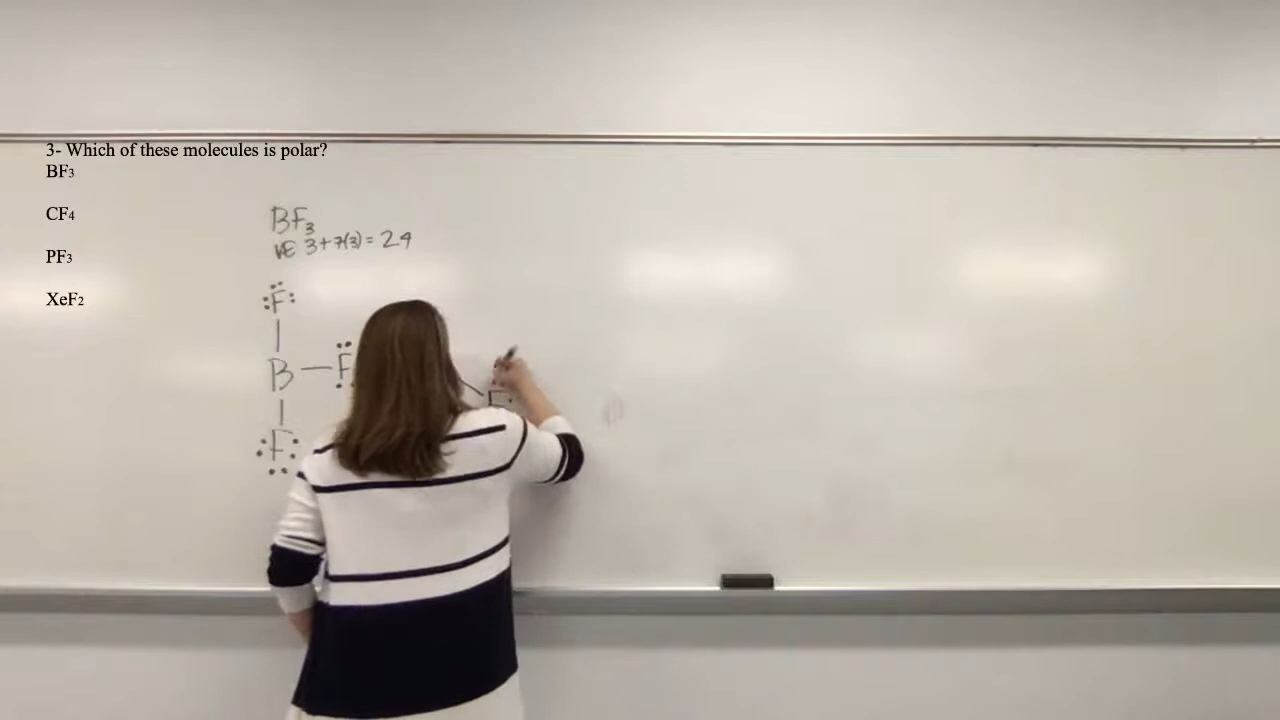 3- Which of these molecules is polar?
BF3
CF4
PF3
XeF2
BF3
VE 3+7(3)= 24
F
B — F
F
F